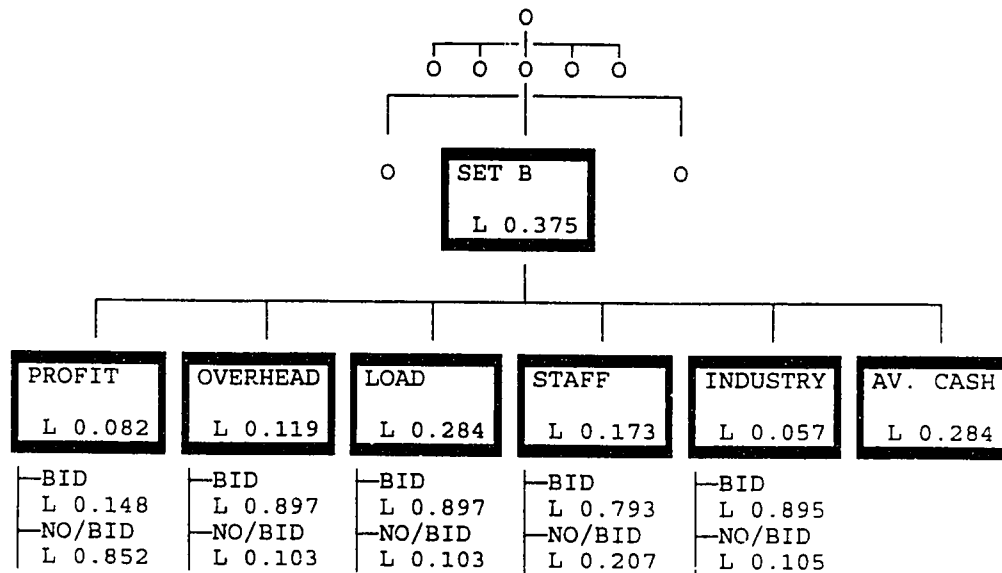 O
O O O O O
O SET B O
L 0.375
PROFIT OVERHEAD LOAD STAFF INDUSTRY AV. CASH
L 0.082 L 0.119 L 0.284 L 0.173 L 0.057 L 0.284
BID BID BID BID BID
L 0.148 L 0.897 L 0.897 L 0.793 L 0.895
NO/BID NO/BID NO/BID NO/BID NO/BID
L 0.852 L 0.103 L 0.103 L 0.207 L 0.105